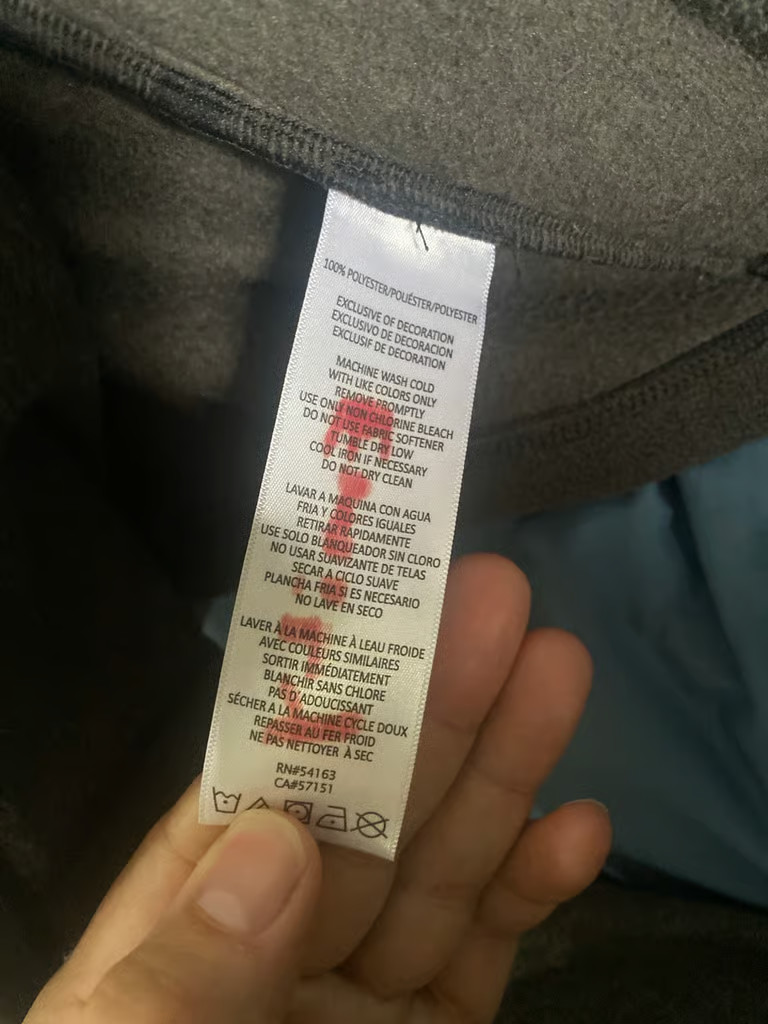 100% POLYESTER/POLIÉSTER/POLYESTER
EXCLUSIVE OF DECORATION
EXCLUSIVO DE DECORACION
EXCLUSIF DE DECORATION
MACHINE WASH COLD
WITH LIKE COLORS ONLY
REMOVE PROMPTLY
USE ONLY NON CHLORINE BLEACH
DO NOT USE FABRIC SOFTENER
TUMBLE DRY LOW
COOL IRON IF NECESSARY
DO NOT DRY CLEAN
LAVAR A MAQUINA CON AGUA
FRIA Y COLORES IGUALES
RETIRAR RAPIDAMENTE
USE SOLO BLANQUEADOR SIN CLORO
NO USAR SUAVIZANTE DE TELAS
SECAR A CICLO SUAVE
PLANCHA FRIA SI ES NECESARIO
NO LAVE EN SECO
LAVER À LA MACHINE À LEAU FROIDE
AVEC COULEURS SIMILAIRES
SORTIR IMMÉDIATEMENT
BLANCHIR SANS CHLORE
PAS D'ADOUCISSANT
SÉCHER A LA MACHINE CYCLE DOUX
REPASSER AU FER FROID
NE PAS NETTOYER À SEC
RN#54163
CA#57151